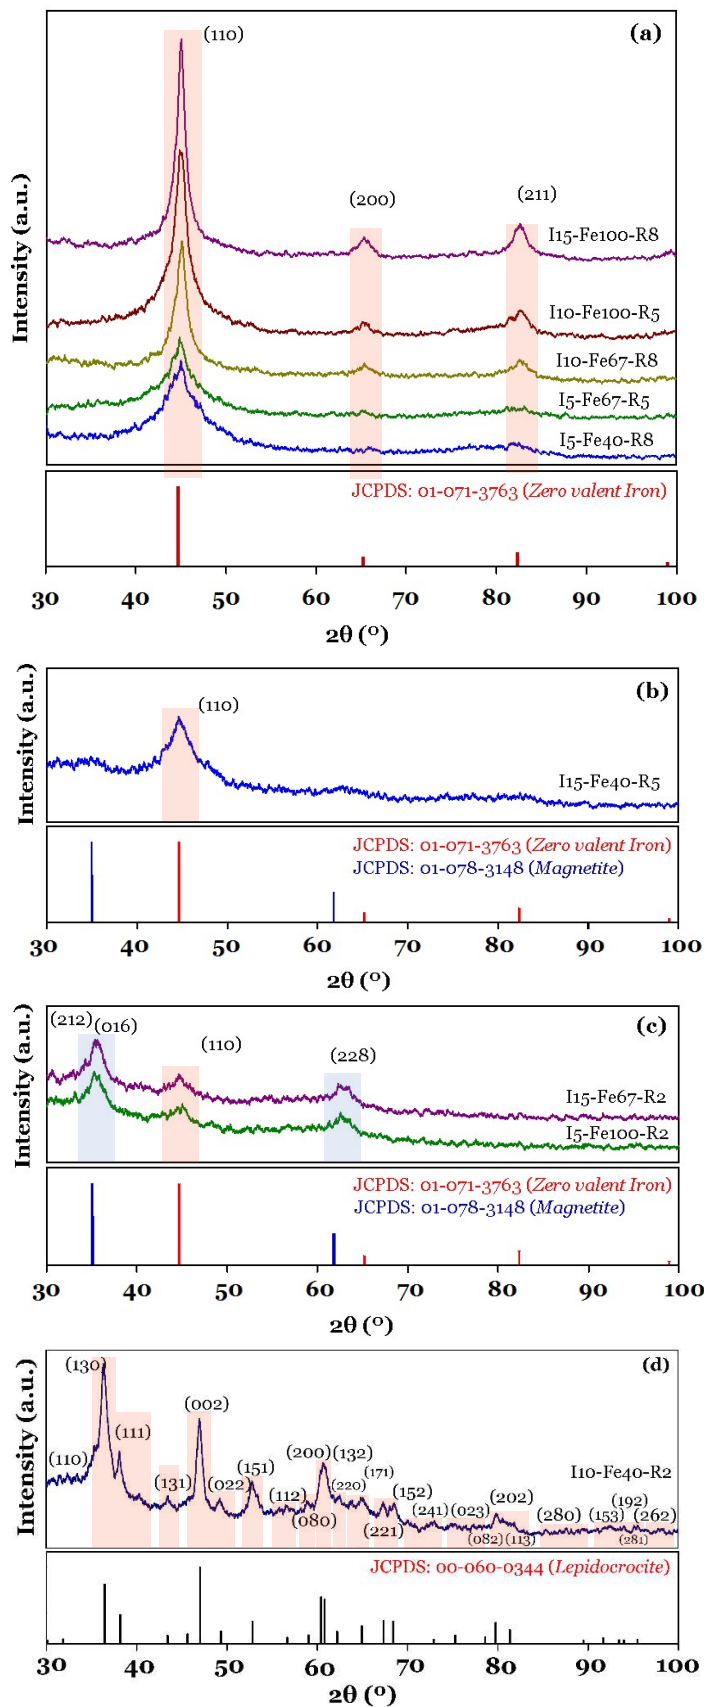 (a)
(110)
(200)
(211)
I15-Fe100-R8
I10-Fe100-R5
I10-Fe67-R8
I5-Fe67-R5
I5-Fe40-R8
Intensity (a.u.)
JCPDS: 01-071-3763 (Zero valent Iron)
30 40 50 60 70 80 90 100
2θ (º)
(b)
(110)
I15-Fe40-R5
Intensity (a.u.)
JCPDS: 01-071-3763 (Zero valent Iron)
JCPDS: 01-078-3148 (Magnetite)
30 40 50 60 70 80 90 100
2θ (º)
(c)
(212) (016)
(110)
(228)
I15-Fe67-R2
I5-Fe100-R2
Intensity (a.u.)
JCPDS: 01-071-3763 (Zero valent Iron)
JCPDS: 01-078-3148 (Magnetite)
30 40 50 60 70 80 90 100
2θ (º)
(d)
(130)
(002)
(111)
(200) (132)
(110) (131) (022) (151) (220) (171)
I10-Fe40-R2
(112) (152) (192)
(080) (241) (023) (202) (280) (153) (262)
(221) (082) (113) (281)
Intensity (a.u.)
JCPDS: 00-060-0344 (Lepidocrocite)
30 40 50 60 70 80 90 100
2θ (º)